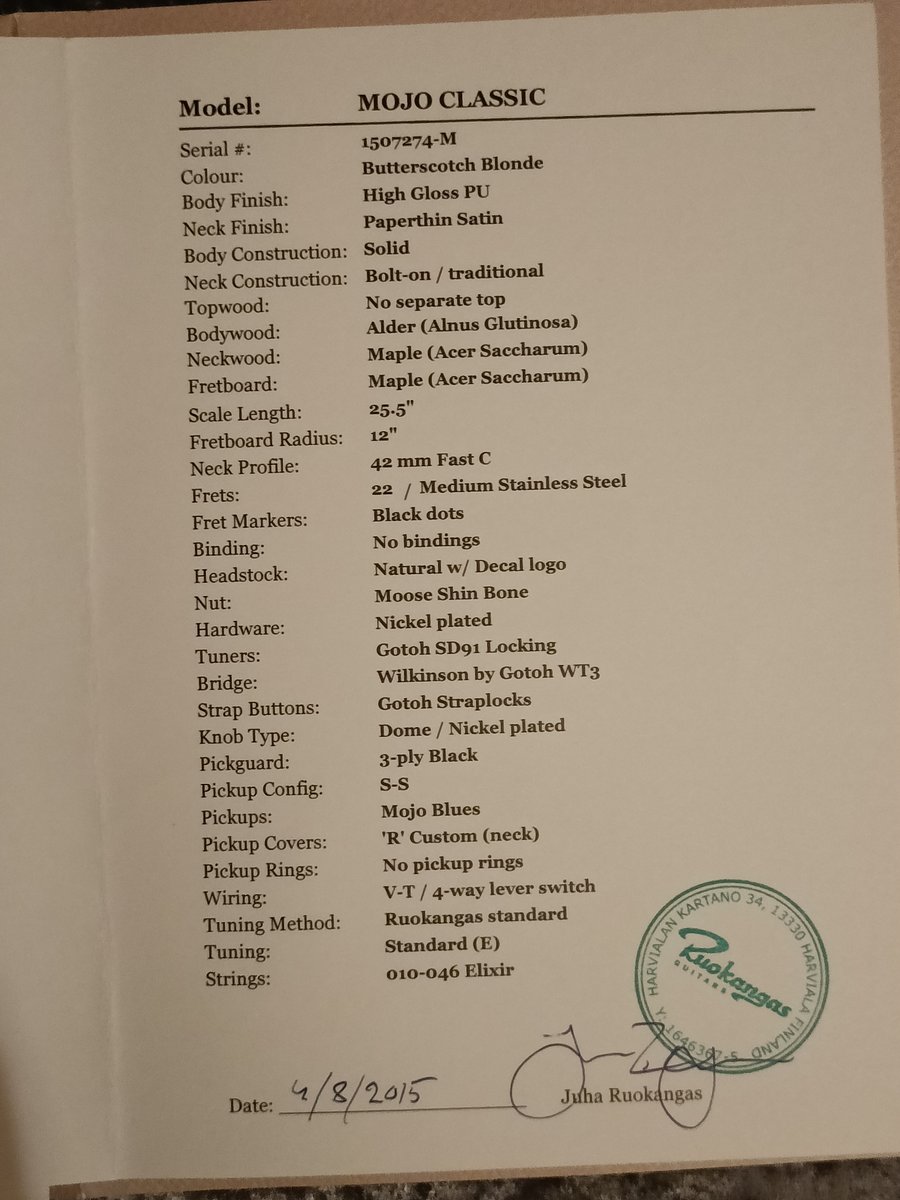 Model: MOJO CLASSIC
Serial #: 1507274-M
Colour: Butterscotch Blonde
Body Finish: High Gloss PU
Neck Finish: Paperthin Satin
Body Construction: Solid
Neck Construction: Bolt-on / traditional
Topwood: No separate top
Bodywood: Alder (Alnus Glutinosa)
Neckwood: Maple (Acer Saccharum)
Fretboard: Maple (Acer Saccharum)
Scale Length: 25.5"
Fretboard Radius: 12"
Neck Profile: 42 mm Fast C
Frets: 22 / Medium Stainless Steel
Fret Markers: Black dots
Binding: No bindings
Headstock: Natural w/ Decal logo
Nut: Moose Shin Bone
Hardware: Nickel plated
Tuners: Gotoh SD91 Locking
Bridge: Wilkinson by Gotoh WT3
Strap Buttons: Gotoh Straplocks
Knob Type: Dome / Nickel plated
Pickguard: 3-ply Black
Pickup Config: S-S
Pickups: Mojo Blues
Pickup Covers: 'R' Custom (neck)
Pickup Rings: No pickup rings
Wiring: V-T / 4-way lever switch
Tuning Method: Ruokangas standard
Tuning: Standard (E)
Strings: 010-046 Elixir
HARVIALAN KARTANO 34, 13330 HARVIALA FINLAND
Ruokangas
GUITARS
Y: 1646367-5
Date: 4/8/2015
Juha Ruokangas